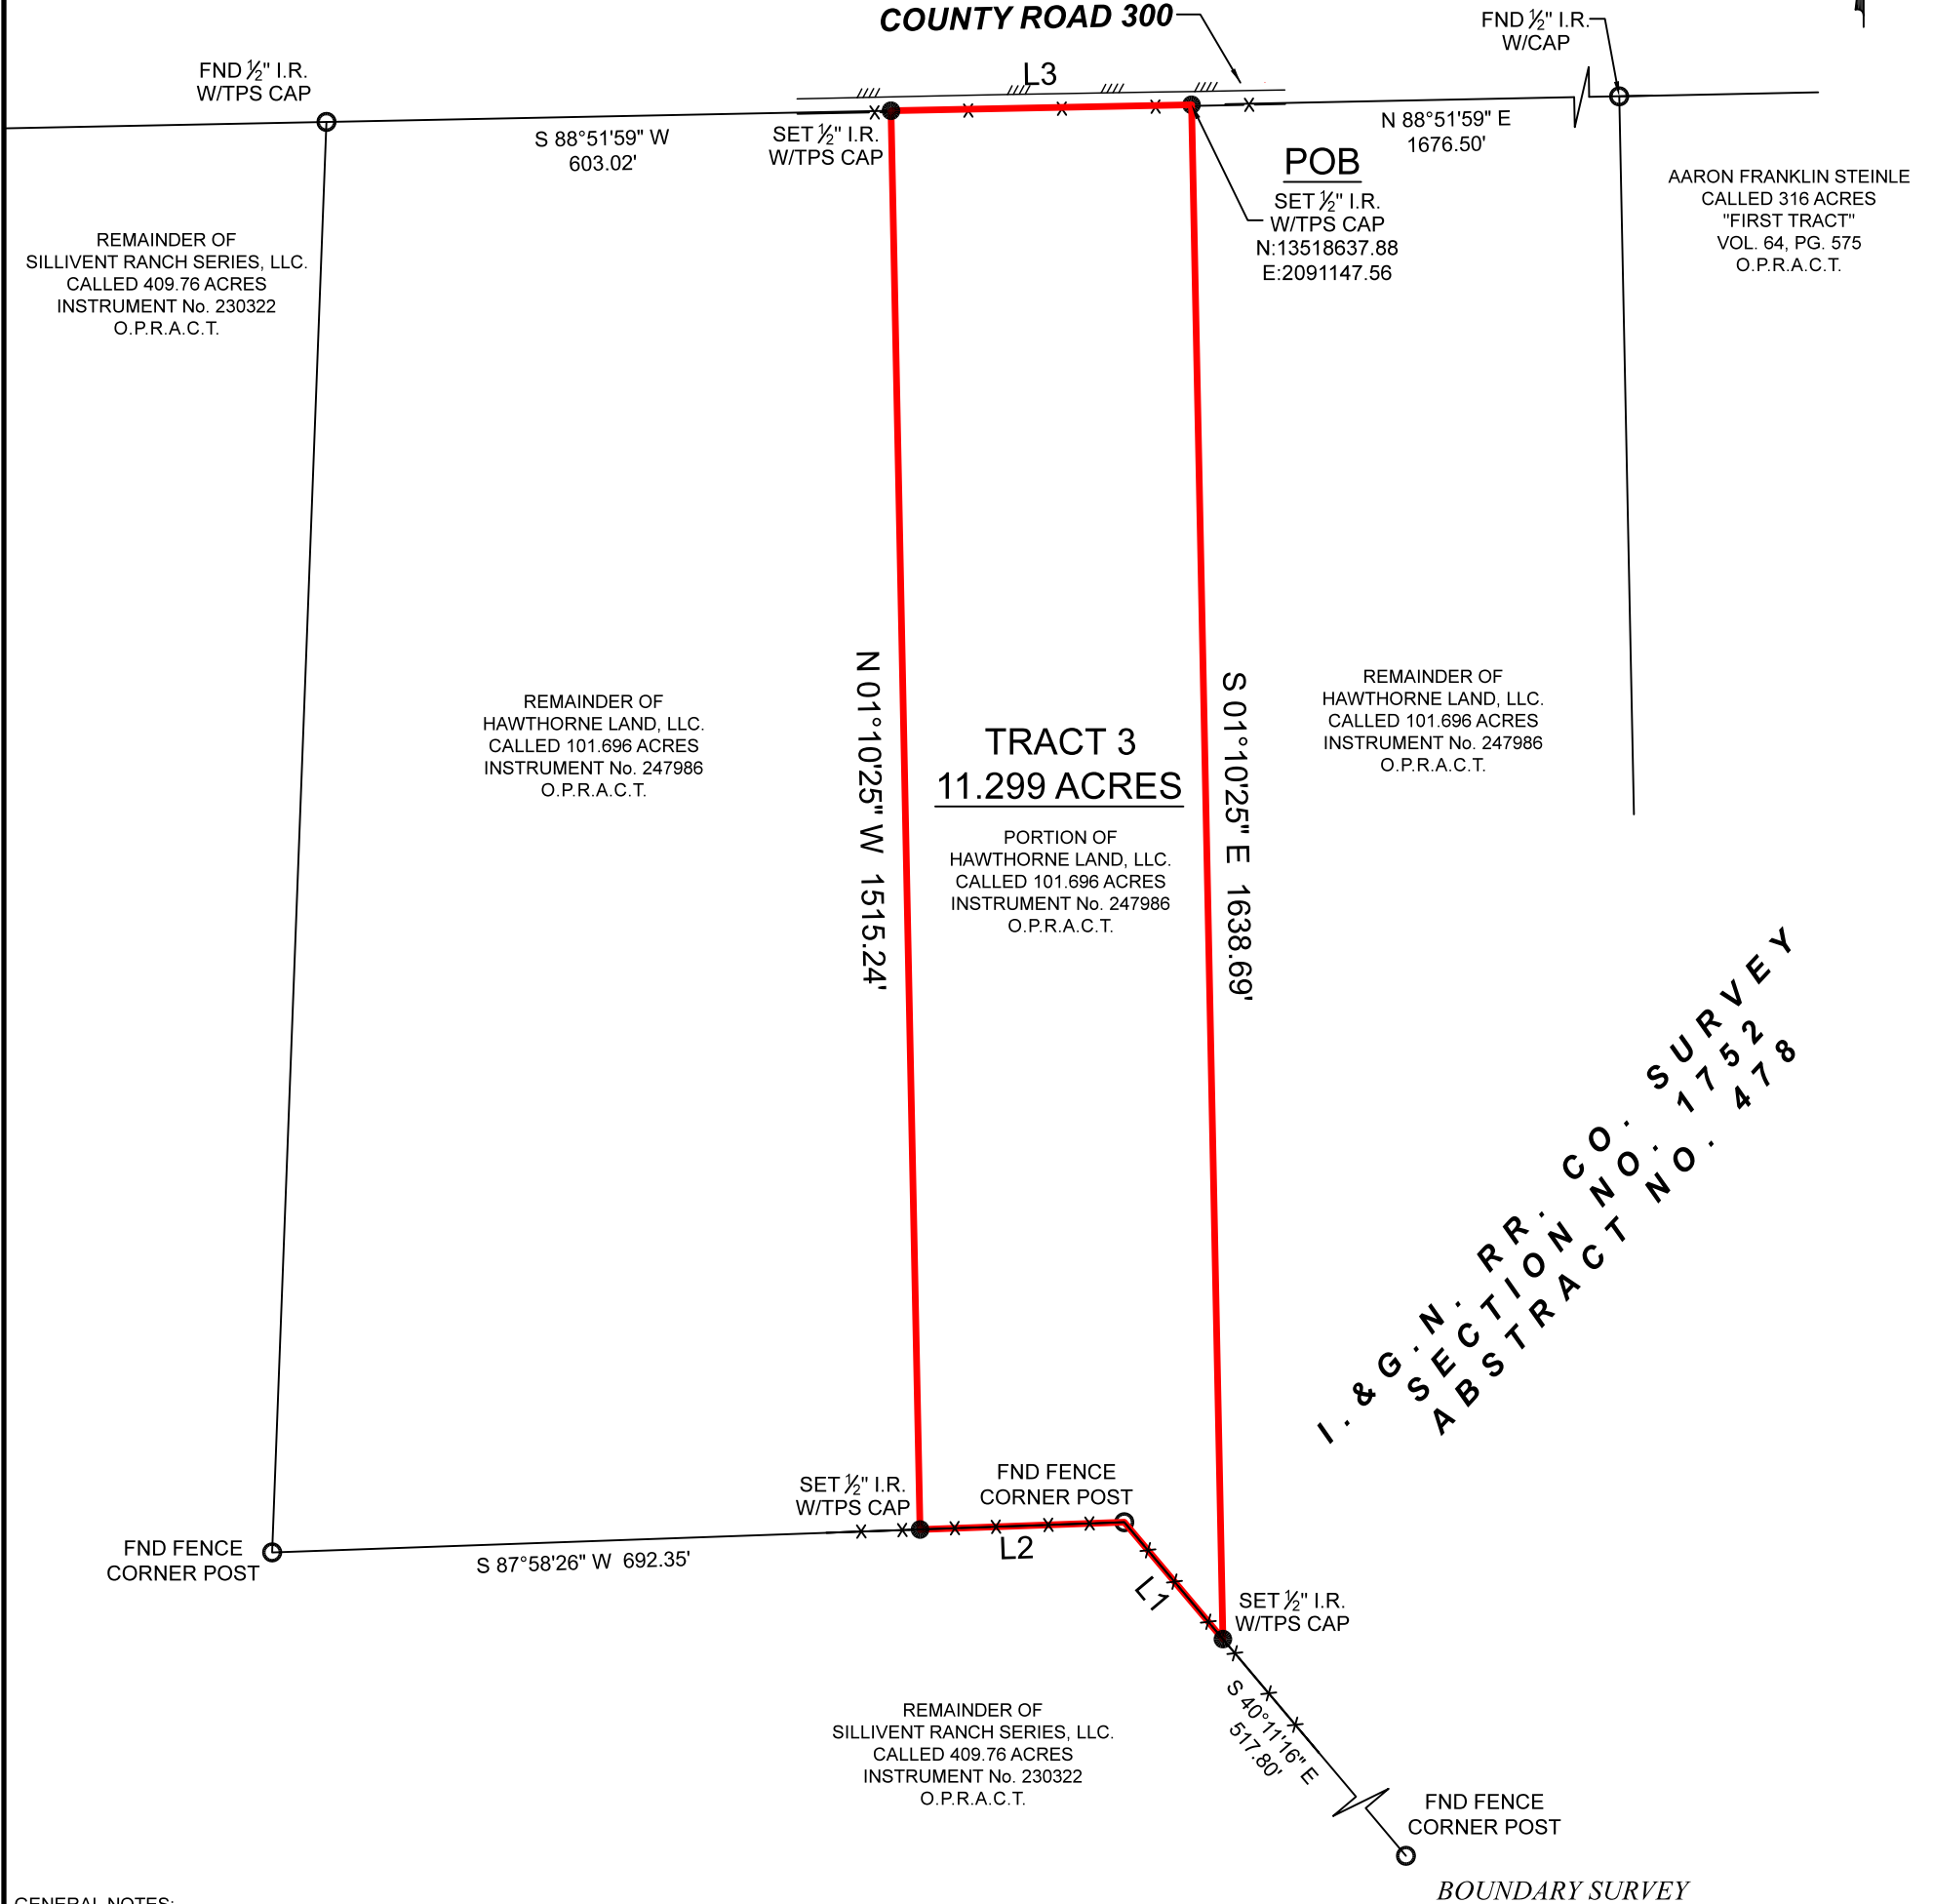 COUNTY ROAD 300
FND ½" I.R.
W/CAP
FND ½" I.R.
W/TPS CAP
L3
S 88°51'59" W
603.02'
SET ½" I.R.
W/TPS CAP
N 88°51'59" E
1676.50'
POB
SET ½" I.R.
W/TPS CAP
N:13518637.88
E:2091147.56
AARON FRANKLIN STEINLE
CALLED 316 ACRES
"FIRST TRACT"
VOL. 64, PG. 575
O.P.R.A.C.T.
REMAINDER OF
SILLIVENT RANCH SERIES, LLC.
CALLED 409.76 ACRES
INSTRUMENT No. 230322
O.P.R.A.C.T.
REMAINDER OF
HAWTHORNE LAND, LLC.
CALLED 101.696 ACRES
INSTRUMENT No. 247986
O.P.R.A.C.T.
N 01°10'25" W 1515.24'
TRACT 3
11.299 ACRES
PORTION OF
HAWTHORNE LAND, LLC.
CALLED 101.696 ACRES
INSTRUMENT No. 247986
O.P.R.A.C.T.
S 01°10'25" E 1638.69'
REMAINDER OF
HAWTHORNE LAND, LLC.
CALLED 101.696 ACRES
INSTRUMENT No. 247986
O.P.R.A.C.T.
I.&G.N. RR. CO. SURVEY
SECTION NO. 1752
ABSTRACT NO. 478
SET ½" I.R.
W/TPS CAP
FND FENCE
CORNER POST
FND FENCE
CORNER POST
S 87°58'26" W 692.35'
L2
L1
SET ½" I.R.
W/TPS CAP
S 40°11'16" E
517.80'
REMAINDER OF
SILLIVENT RANCH SERIES, LLC.
CALLED 409.76 ACRES
INSTRUMENT No. 230322
O.P.R.A.C.T.
FND FENCE
CORNER POST
BOUNDARY SURVEY
GENERAL NOTES: